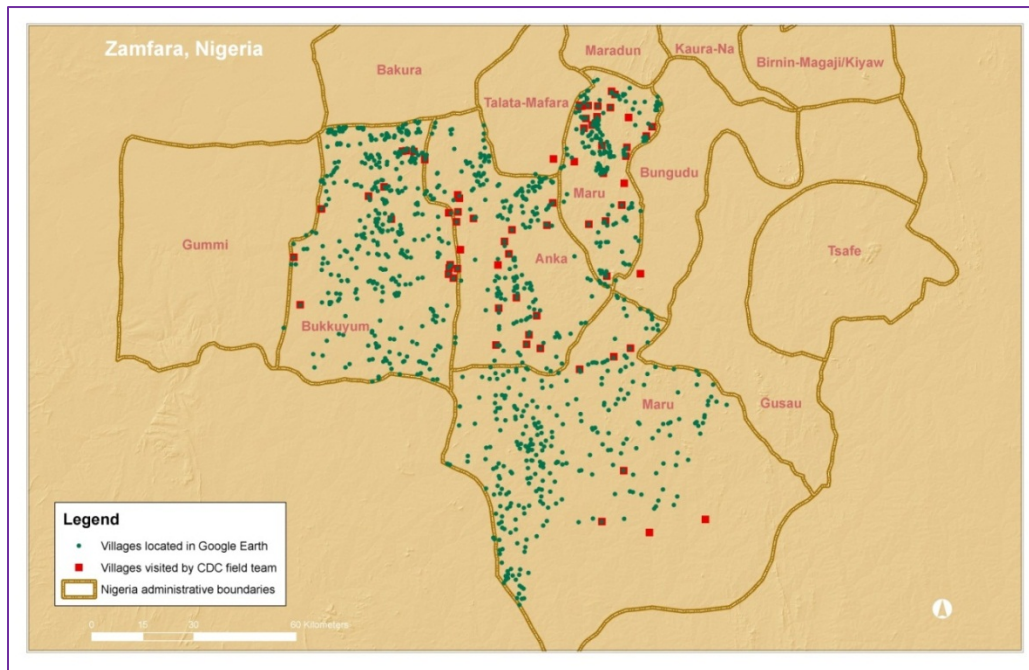 Zamfara, Nigeria
Maradun
Kaura-Na
Birnin-Magaji/Kiyaw
Bakura
Talata-Mafara
Bungudu
Maru
Gummi
Anka
Tsafe
Bukkuyum
Maru
Gusau
Legend
Villages located in Google Earth
Villages visited by CDC field team
Nigeria administrative boundaries
0 15 30 60 Kilometers